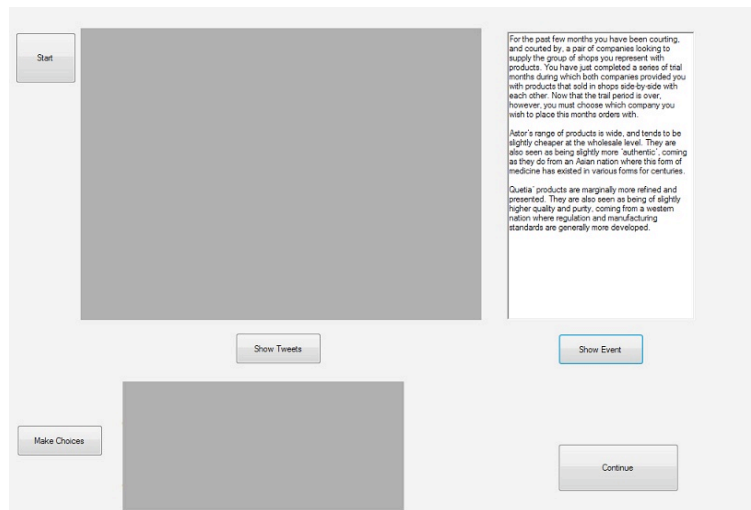 Start
For the past few months you have been courting,
and courted by, a pair of companies looking to
supply the group of shops you represent with
products. You have just completed a series of trial
months during which both companies provided you
with products that sold in shops side-by-side with
each other. Now that the trail period is over,
however, you must choose which company you
wish to place this months orders with.
Astor's range of products is wide, and tends to be
slightly cheaper at the wholesale level. They are
also seen as being slightly more 'authentic', coming
as they do from an Asian nation where this form of
medicine has existed in various forms for centuries.
Quetia' products are marginally more refined and
presented. They are also seen as being of slightly
higher quality and purity, coming from a western
nation where regulation and manufacturing
standards are generally more developed.
Show Tweets
Show Event
Make Choices
Continue